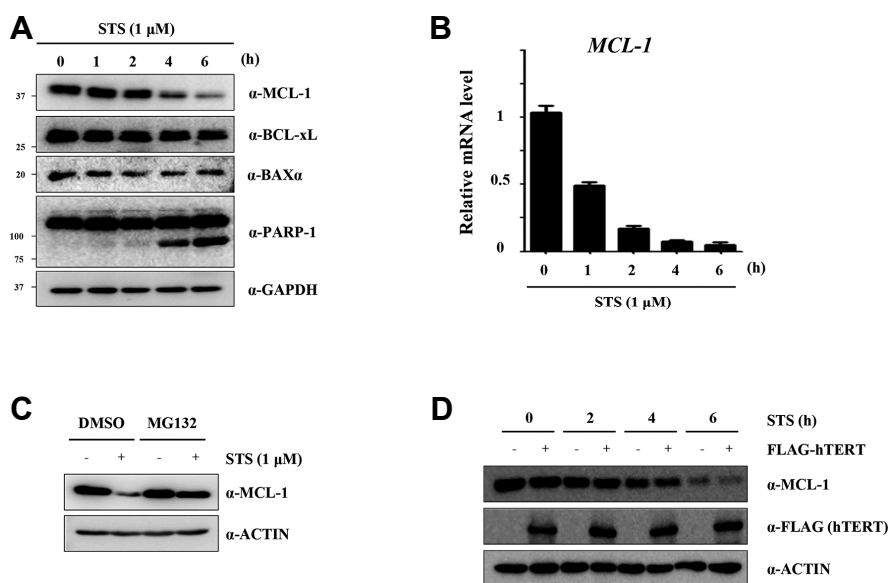 A
STS (1 μM)
0 1 2 4 6 (h)
37 α-MCL-1
α-BCL-xL
25
20 α-BAXα
α-PARP-1
100
75
37 α-GAPDH
B
MCL-1
Relative mRNA level
1
0.5
0
0 1 2 4 6 (h)
STS (1 μM)
C
DMSO MG132
- + - + STS (1 μM)
α-MCL-1
α-ACTIN
D
0 2 4 6 STS (h)
- + - + - + - + FLAG-hTERT
α-MCL-1
α-FLAG (hTERT)
α-ACTIN